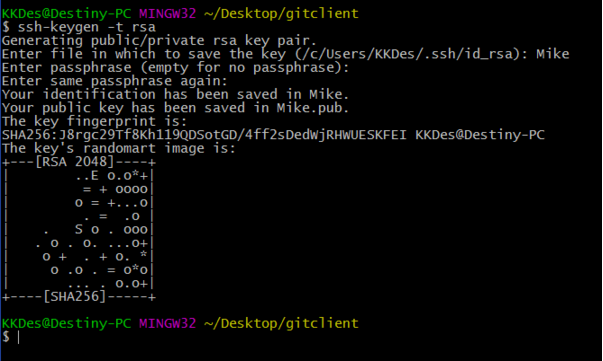 KKDes@Destiny-PC MINGW32 ~/Desktop/gitclient
$ ssh-keygen -t rsa
Generating public/private rsa key pair.
Enter file in which to save the key (/c/Users/KKDes/.ssh/id_rsa): Mike
Enter passphrase (empty for no passphrase):
Enter same passphrase again:
Your identification has been saved in Mike.
Your public key has been saved in Mike.pub.
The key fingerprint is:
SHA256:J8rgc29Tf8Kh119QDSotGD/4ff2sDedWjRHWUESKFEI KKDes@Destiny-PC
The key's randomart image is:
+---[RSA 2048]----+
|        ..E o.o*+|
|         = + oooo|
|        o = +...o|
|         . =  .o |
|    .   S o . ooo|
|   . o . o. ...o+|
|    o +  . + o. *|
|     o .o . = o*o|
|       ... . o.o+|
+----[SHA256]-----+
KKDes@Destiny-PC MINGW32 ~/Desktop/gitclient
$